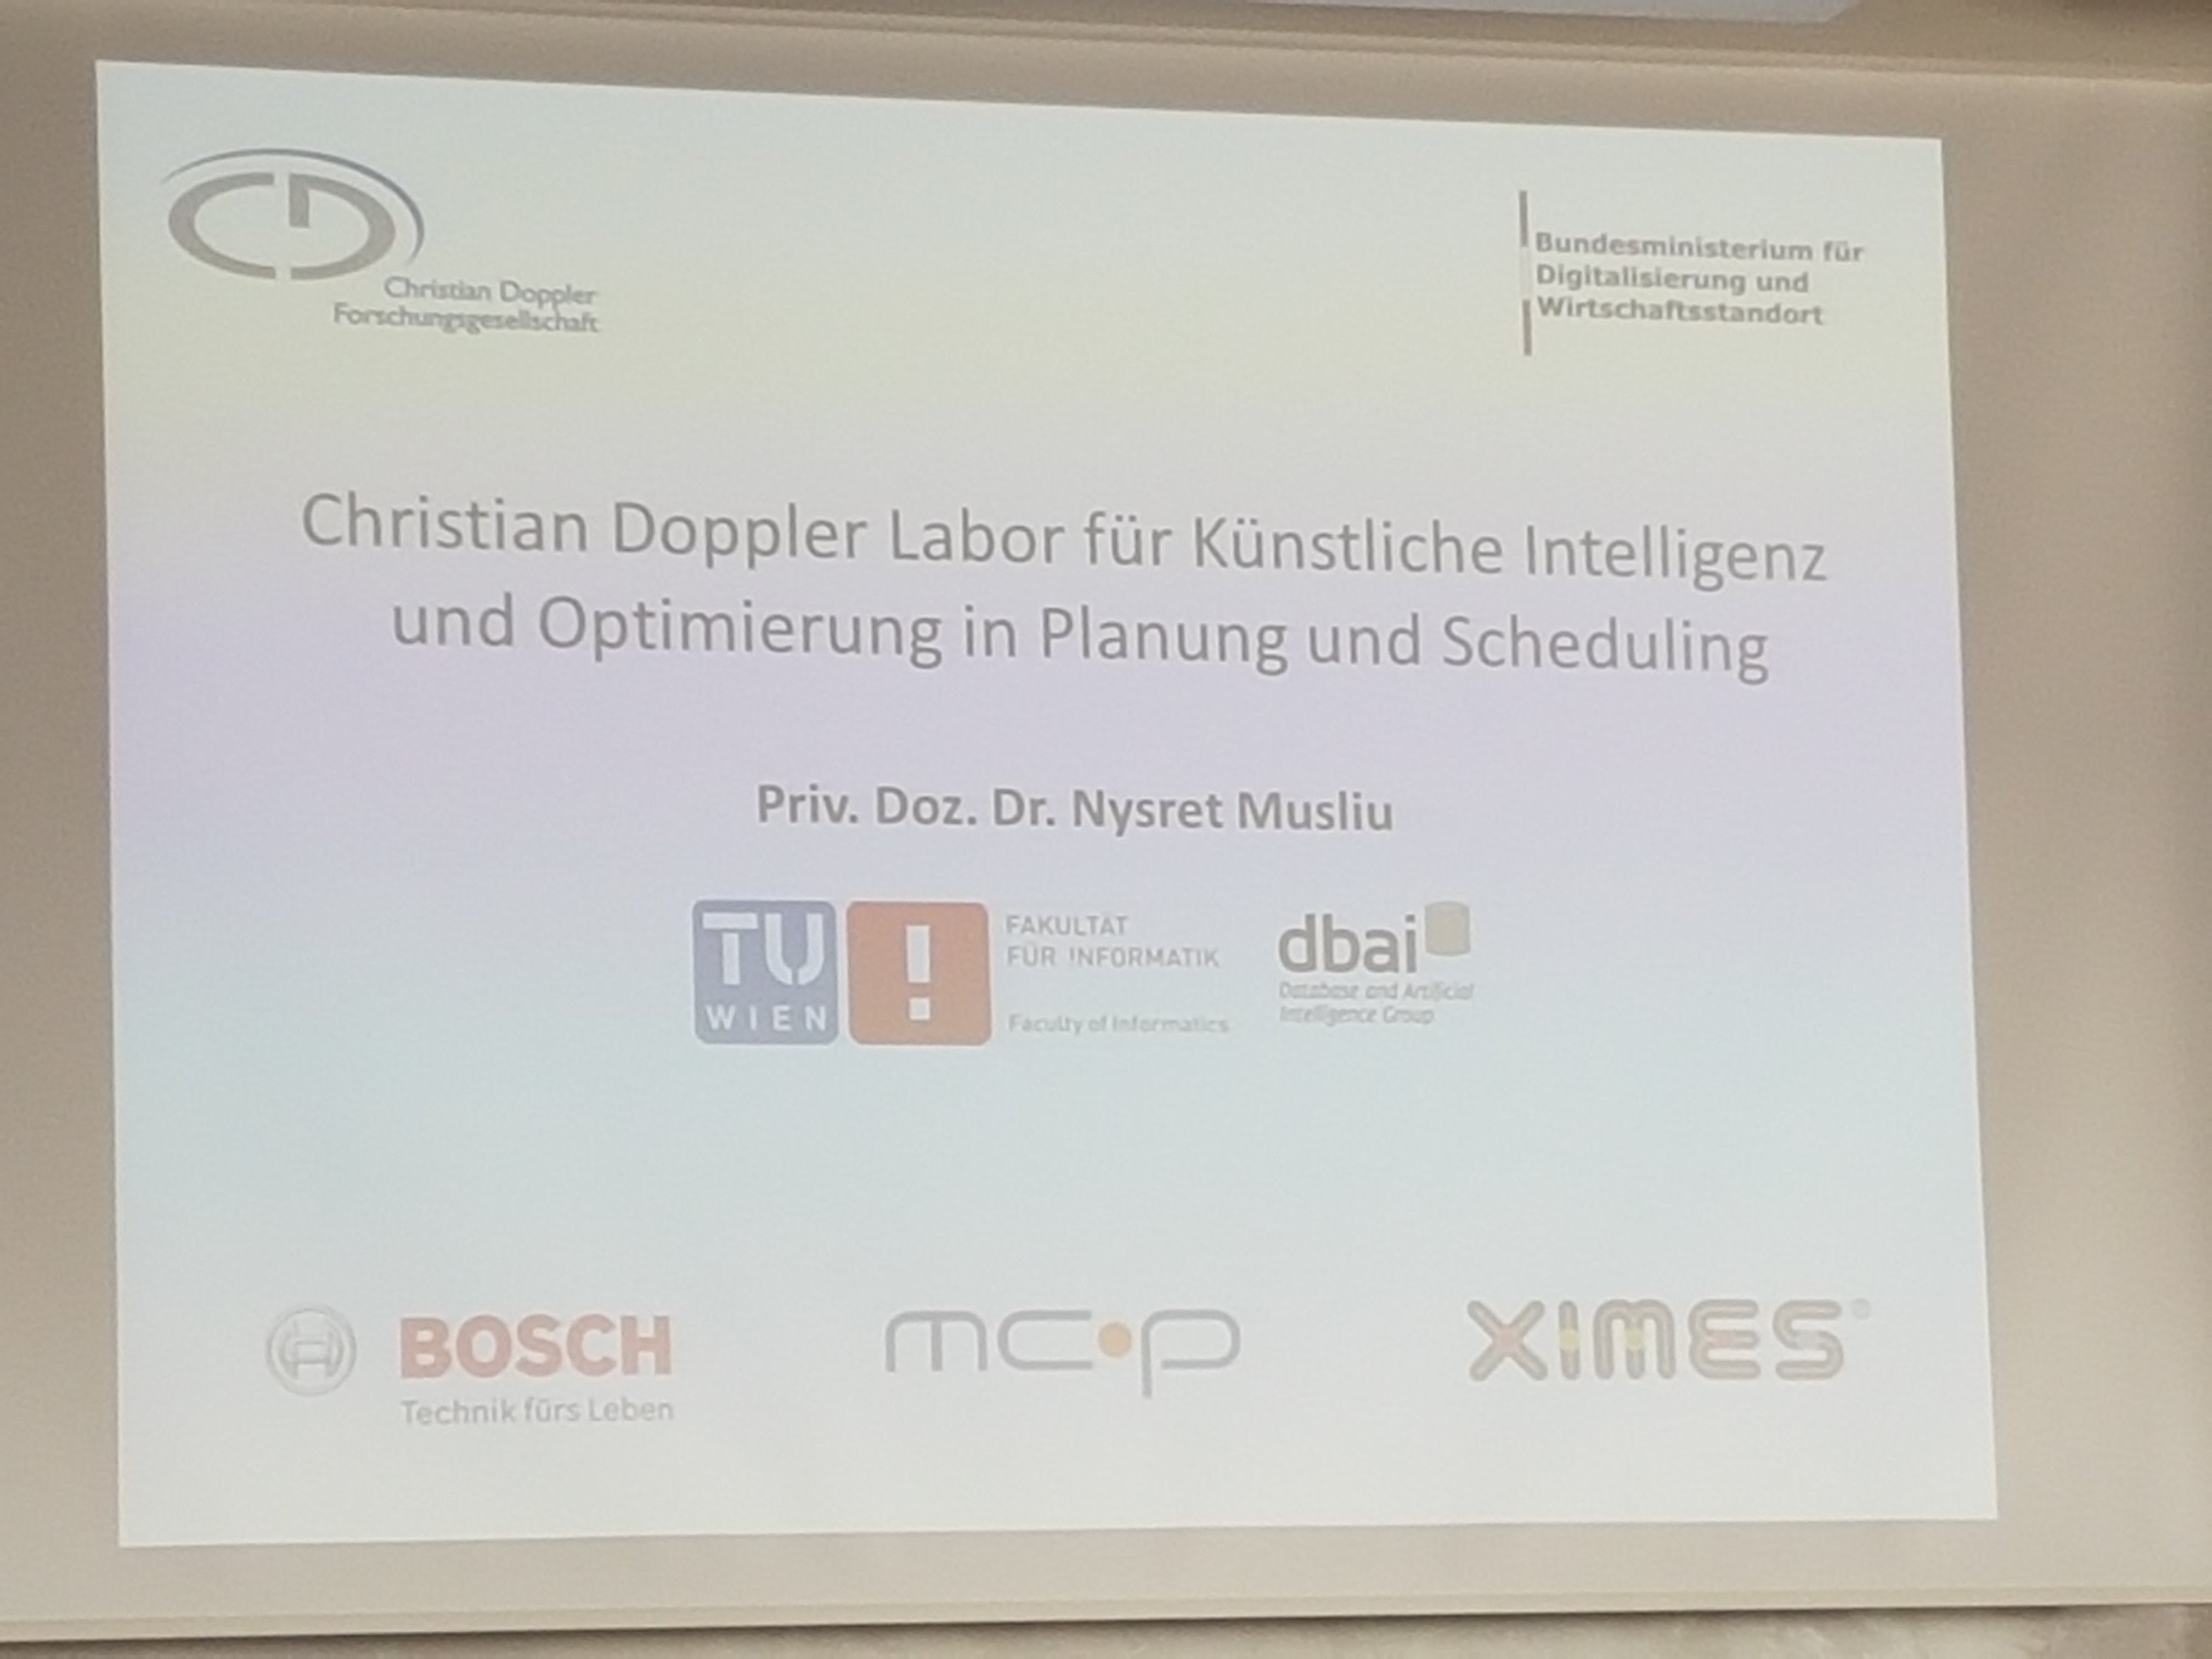 Christian Doppler
Forschungsgesellschaft
Bundesministerium für
Digitalisierung und
Wirtschaftsstandort
Christian Doppler Labor für Künstliche Intelligenz
und Optimierung in Planung und Scheduling
Priv. Doz. Dr. Nysret Musliu
TU
WIEN
!
FAKULTÄT
FÜR !NFORMATIK
Faculty of Informatics
dbai
Database and Artificial
Intelligence Group
BOSCH
Technik fürs Leben
mc•p
XIMES®